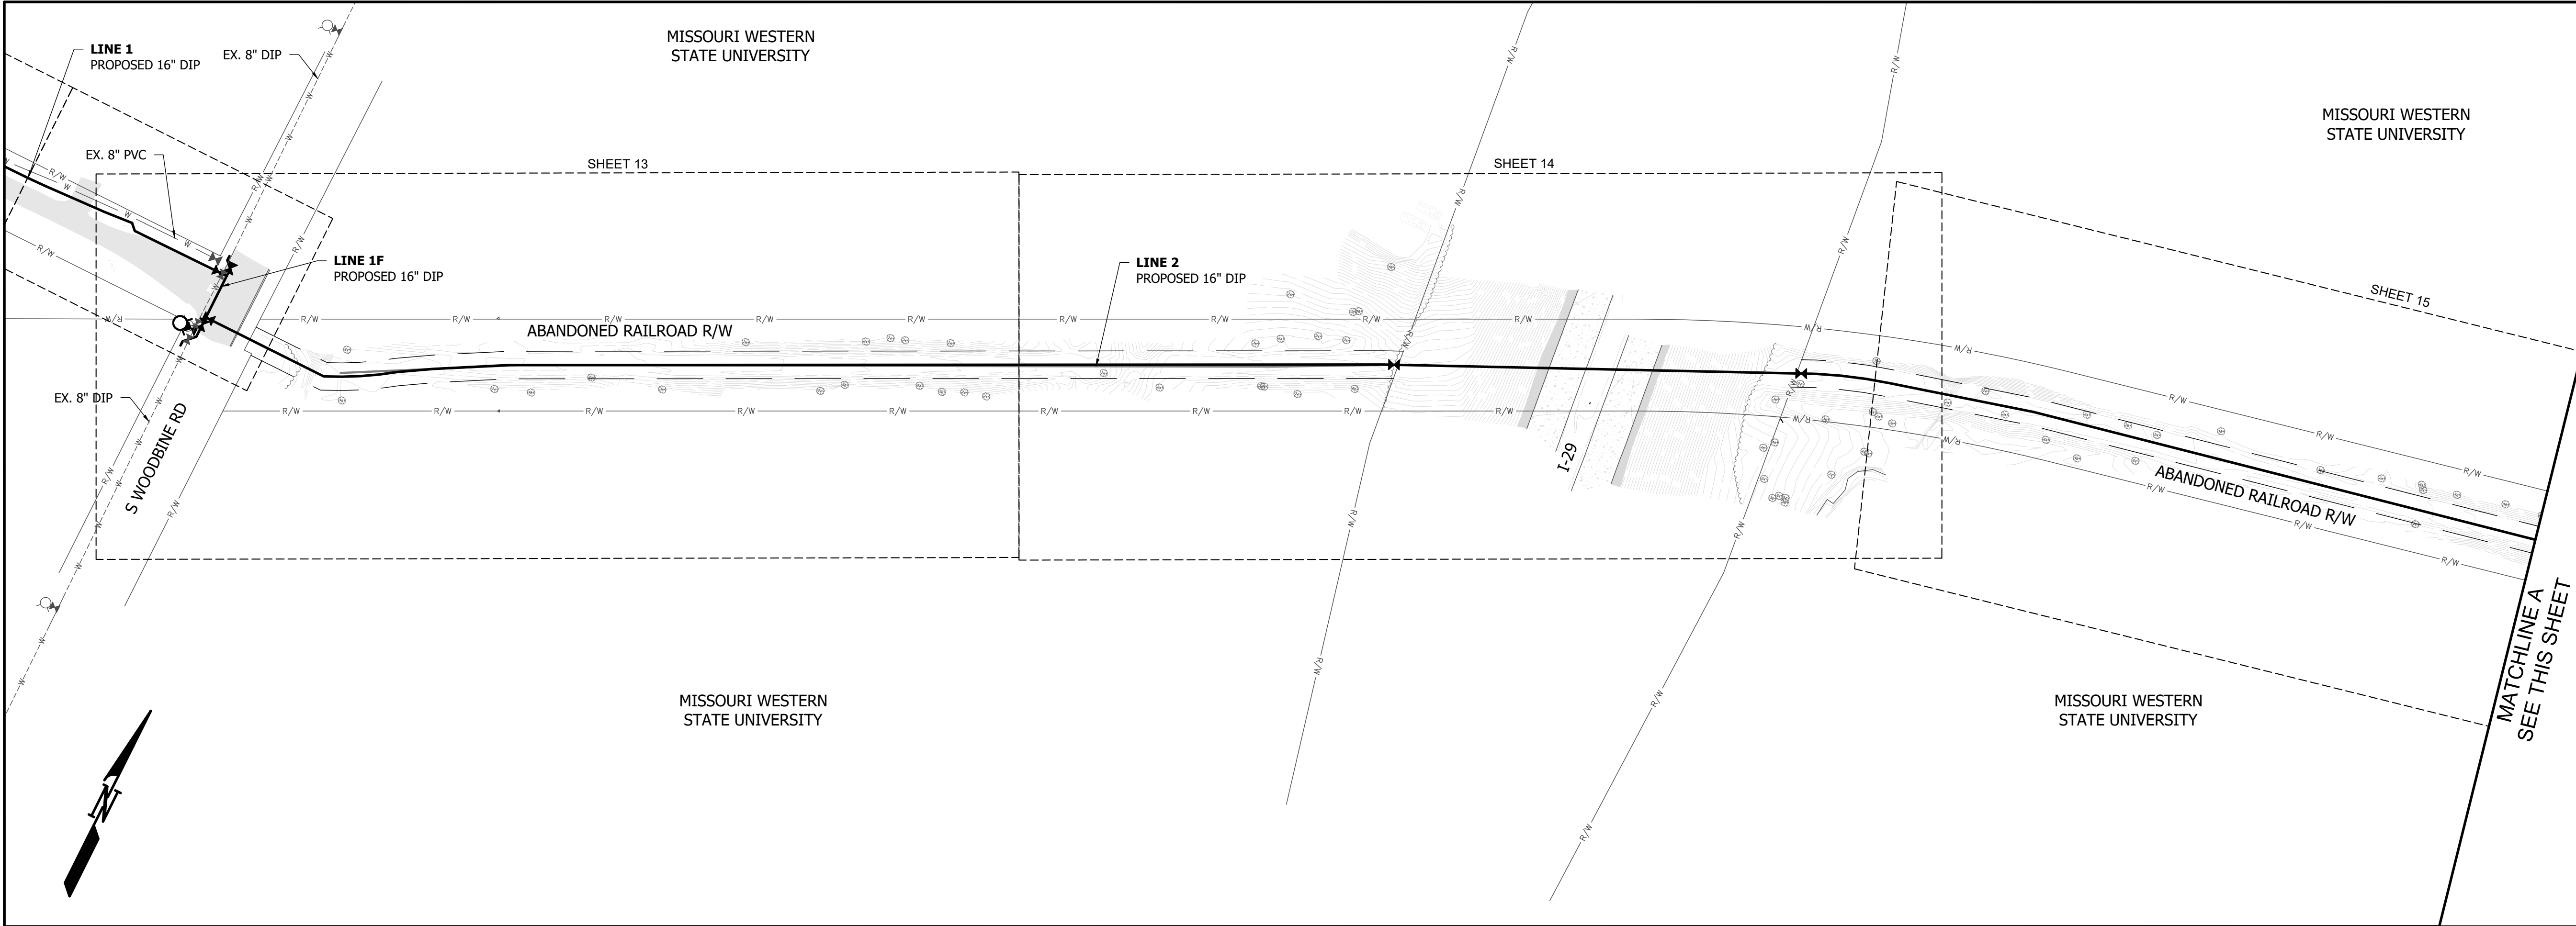 LINE 1
PROPOSED 16" DIP
EX. 8" DIP
MISSOURI WESTERN
STATE UNIVERSITY
MISSOURI WESTERN
STATE UNIVERSITY
EX. 8" PVC
SHEET 13
SHEET 14
SHEET 15
LINE 1F
PROPOSED 16" DIP
LINE 2
PROPOSED 16" DIP
ABANDONED RAILROAD R/W
EX. 8" DIP
S WOODBINE RD
I-29
ABANDONED RAILROAD R/W
MISSOURI WESTERN
STATE UNIVERSITY
MISSOURI WESTERN
STATE UNIVERSITY
MATCHLINE A
SEE THIS SHEET
N
R/W
W